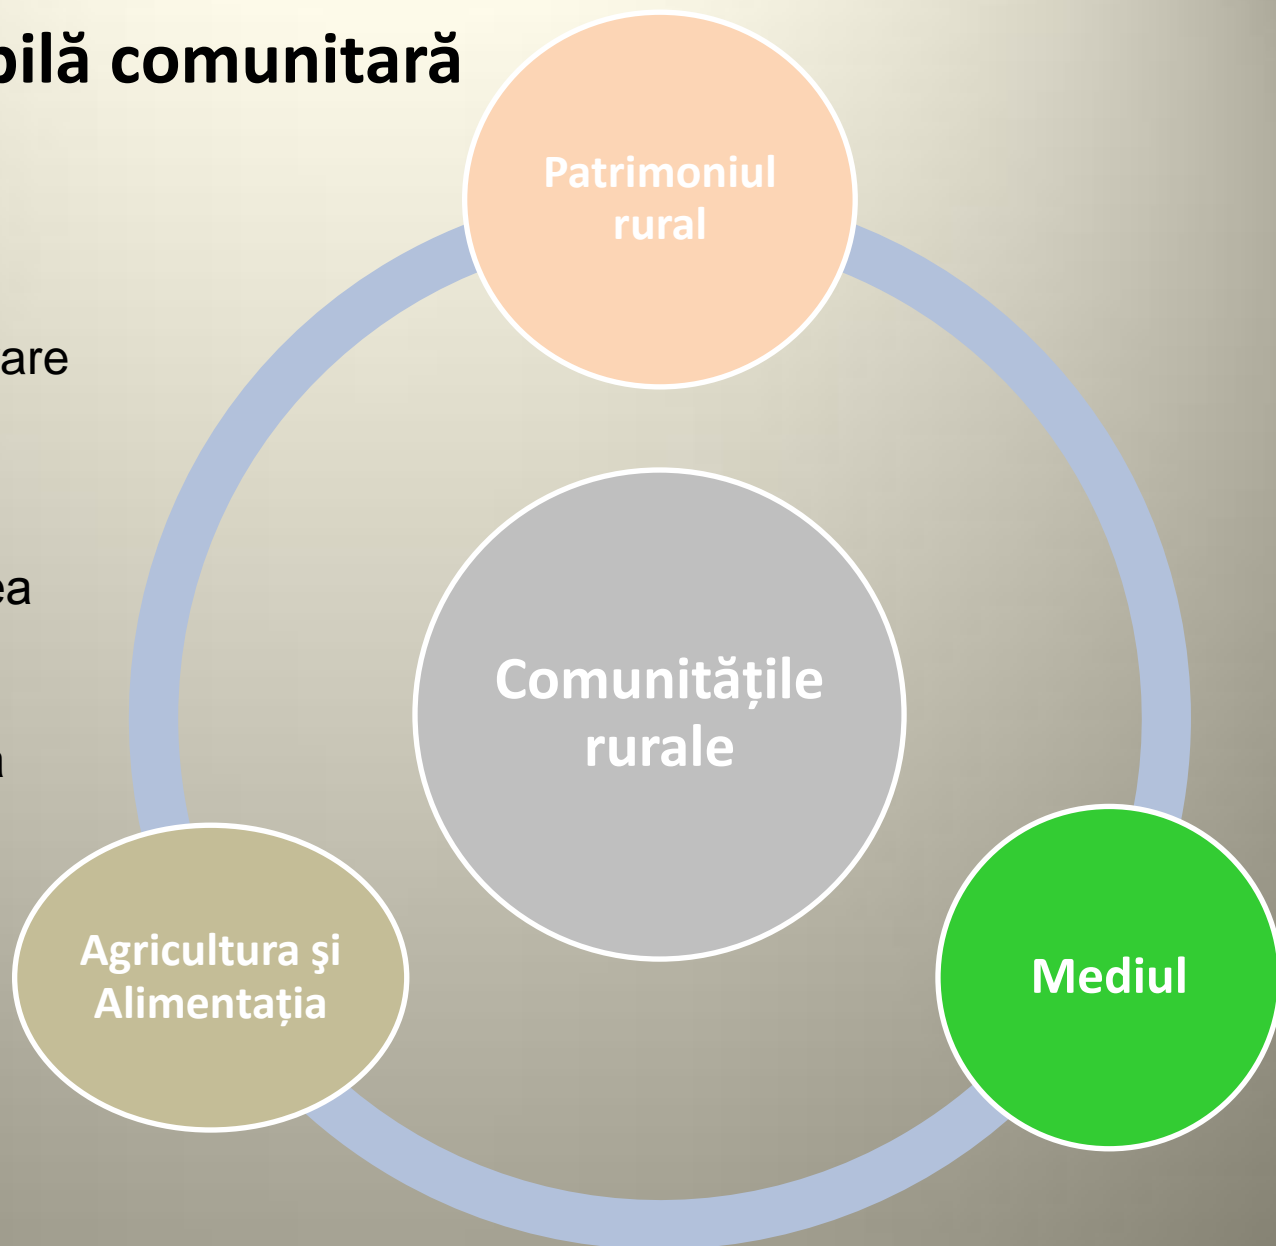 bilă comunitară
Patrimoniul
rural
are
ea
Comunitățile
rurale
a
Agricultura şi
Alimentația
Mediul